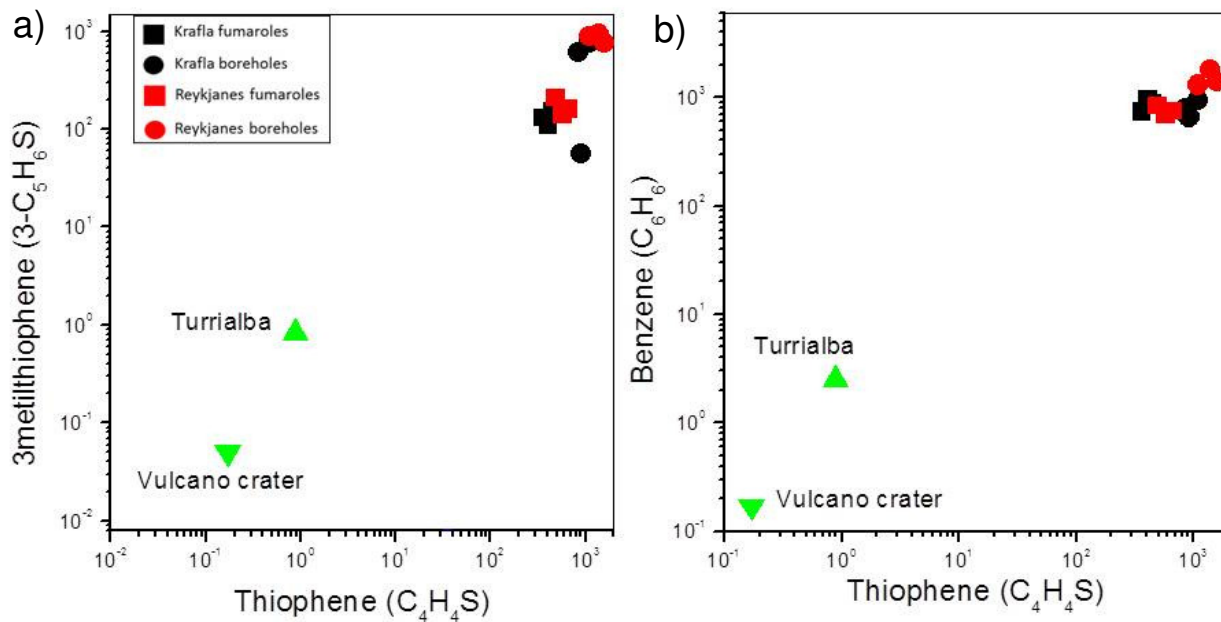 a)
Krafla fumaroles
Krafla boreholes
Reykjanes fumaroles
Reykjanes boreholes
3metilthiophene (3-C5H6S)
10^3
10^2
10^1
10^0
10^-1
10^-2
Turrialba
Vulcano crater
10^-2 10^-1 10^0 10^1 10^2 10^3
Thiophene (C4H4S)
b)
Benzene (C6H6)
10^3
10^2
10^1
10^0
10^-1
Turrialba
Vulcano crater
10^-1 10^0 10^1 10^2 10^3
Thiophene (C4H4S)